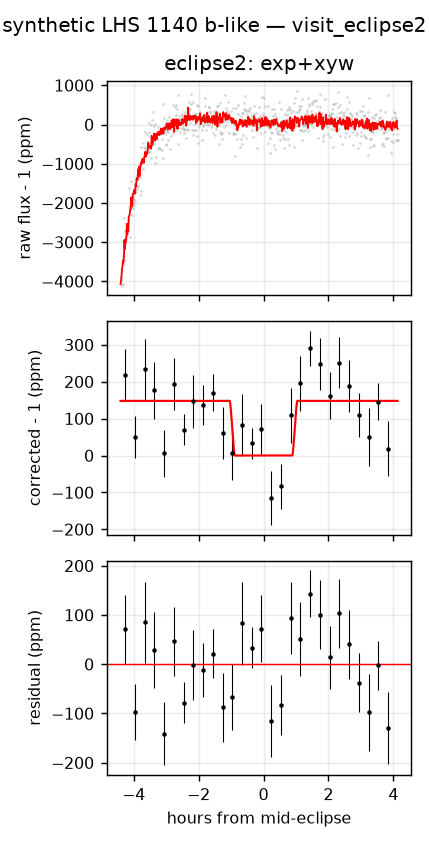 synthetic LHS 1140 b-like — visit_eclipse2
eclipse2: exp+xyw
raw flux - 1 (ppm)
1000
0
−1000
−2000
−3000
−4000
corrected - 1 (ppm)
300
200
100
0
−100
−200
residual (ppm)
200
100
0
−100
−200
−4 −2 0 2 4
hours from mid-eclipse